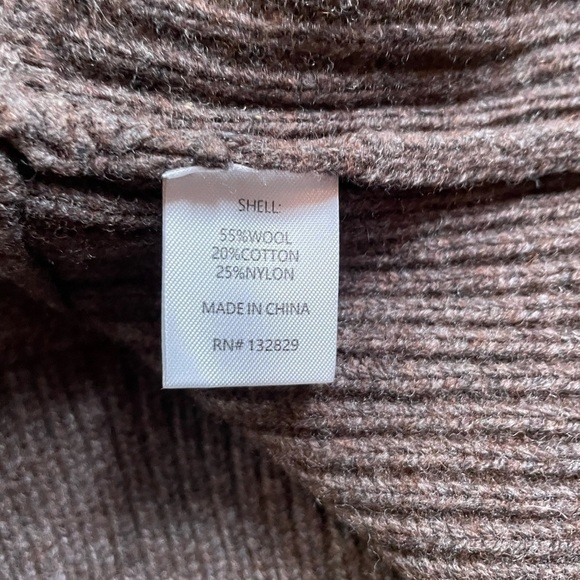 SHELL:
55%WOOL
20%COTTON
25%NYLON
MADE IN CHINA
RN# 132829